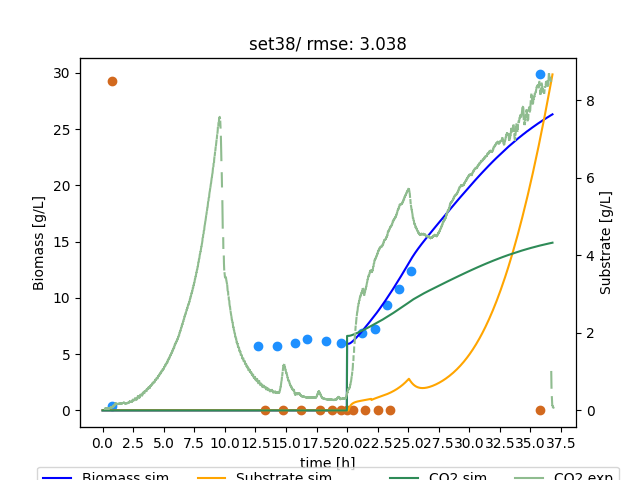 set38/ rmse: 3.038
30
25
20
15
10
5
0
Biomass [g/L]
8
6
4
2
0
Substrate [g/L]
0.0 2.5 5.0 7.5 10.0 12.5 15.0 17.5 20.0 22.5 25.0 27.5 30.0 32.5 35.0 37.5
time [h]
Biomass sim Substrate sim CO2 sim CO2 exp